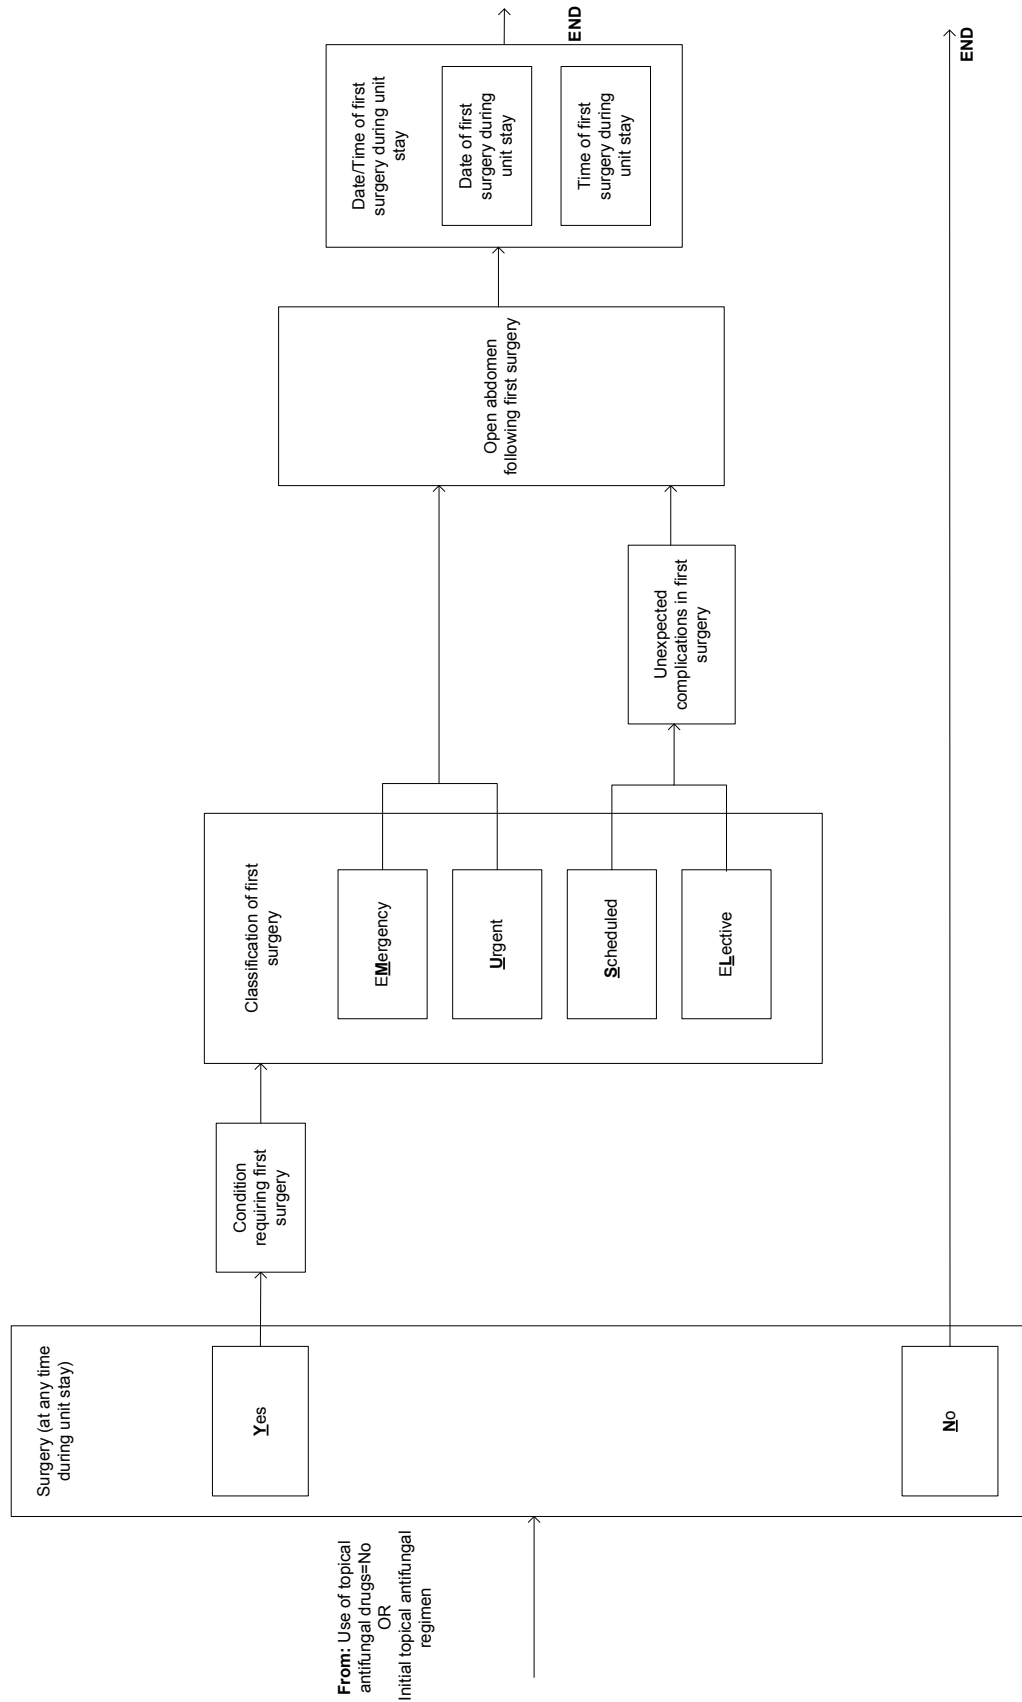 From: Use of topical
antifungal drugs=No
OR
Initial topical antifungal
regimen
Surgery (at any time
during unit stay)
Yes
No
Condition
requiring first
surgery
Classification of first
surgery
EMergency
Urgent
Scheduled
ELective
Unexpected
complications in first
surgery
Open abdomen
following first surgery
Date/Time of first
surgery during unit
stay
Date of first
surgery during
unit stay
Time of first
surgery during
unit stay
END
END